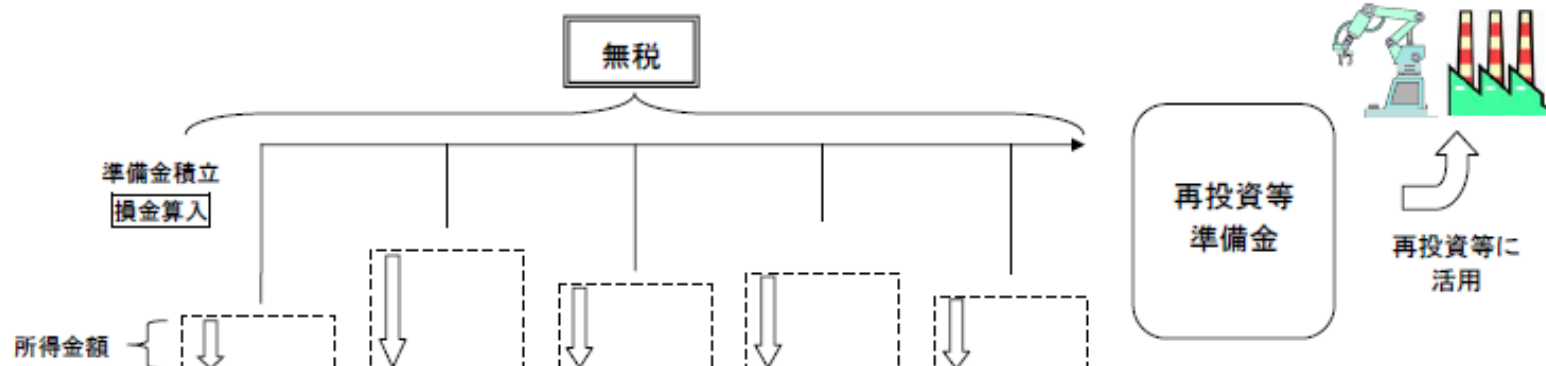 無税
準備金積立
損金算入
再投資等
準備金
再投資等に
活用
所得金額